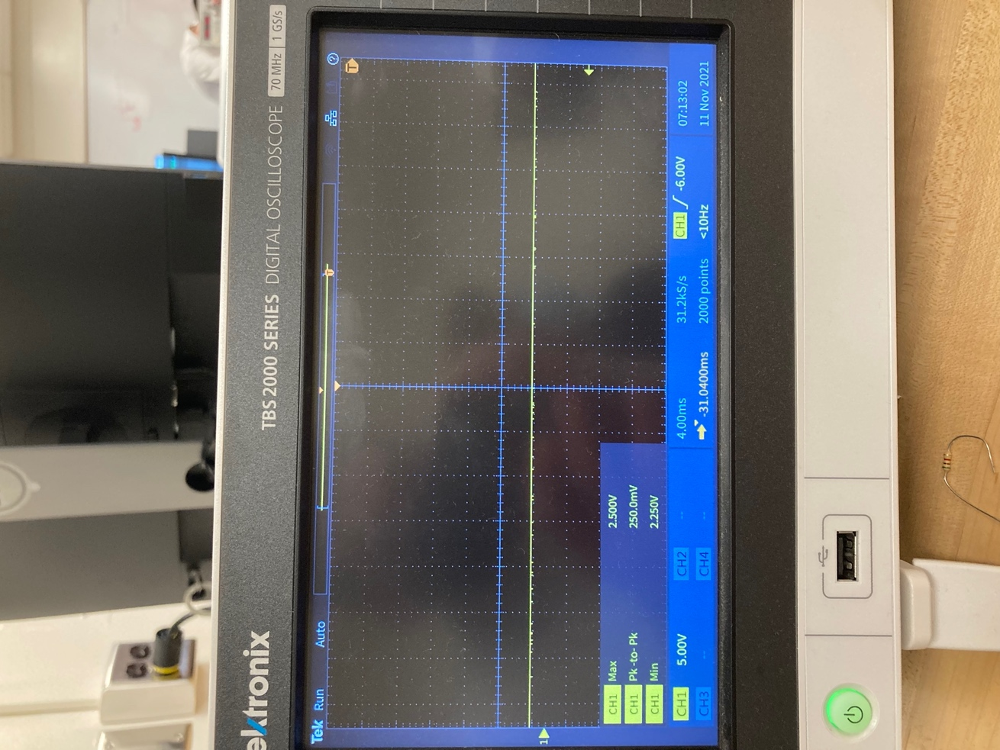 ektronix TBS2000 SERIES DIGITAL OSCILLOSCOPE 70 MHz 1 GS/s
Tek Run Auto
T
T
1
CH1 Max 2.500V
CH1 Pk-to-Pk 250.0mV
CH1 Min 2.250V
CH1 5.00V CH2 -- 4.00ms 31.2kS/s CH1 -6.00V 07:13:02
CH3 -- CH4 -- -31.0400ms 2000 points <10Hz 11 Nov 2021